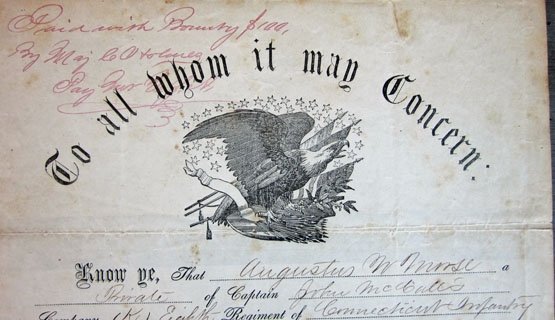 Paid with Bounty $100,
By Maj C O Holmes
Pay
To all whom it may Concern:
Know ye, That Augustus W Morse a
Private of Captain John McCall's
Company (K,) Eighth Regiment of Connecticut Infantry